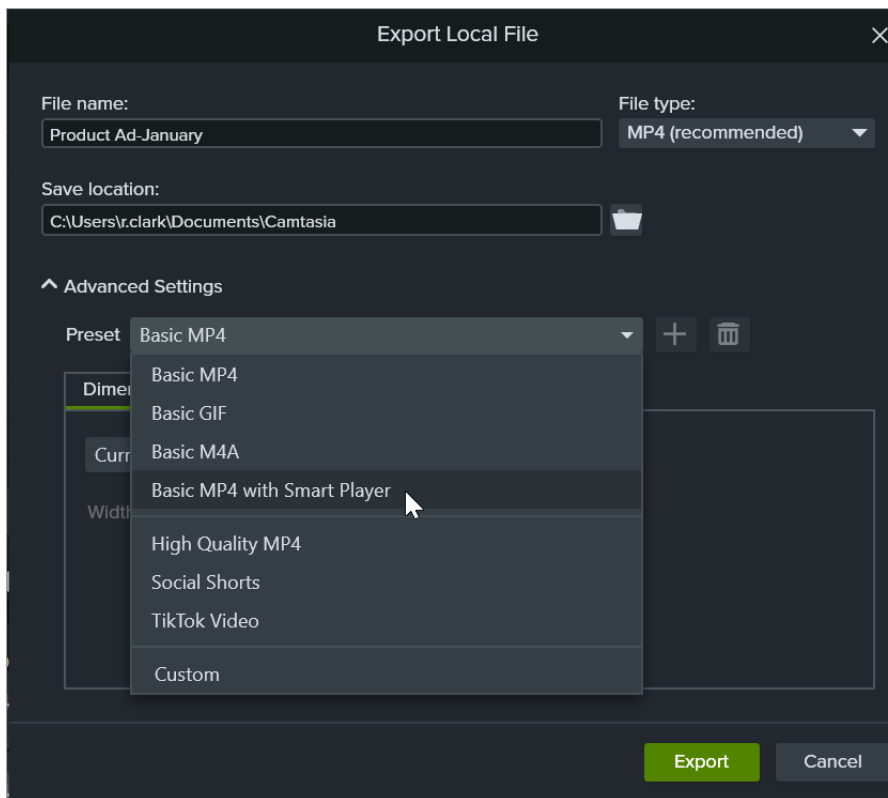 Export Local File
File name:
File type:
Product Ad-January
MP4 (recommended)
Save location:
C:\Users\r.clark\Documents\Camtasia
Advanced Settings
Preset
Basic MP4
Basic MP4
Basic GIF
Basic M4A
Basic MP4 with Smart Player
High Quality MP4
Social Shorts
TikTok Video
Custom
Export
Cancel